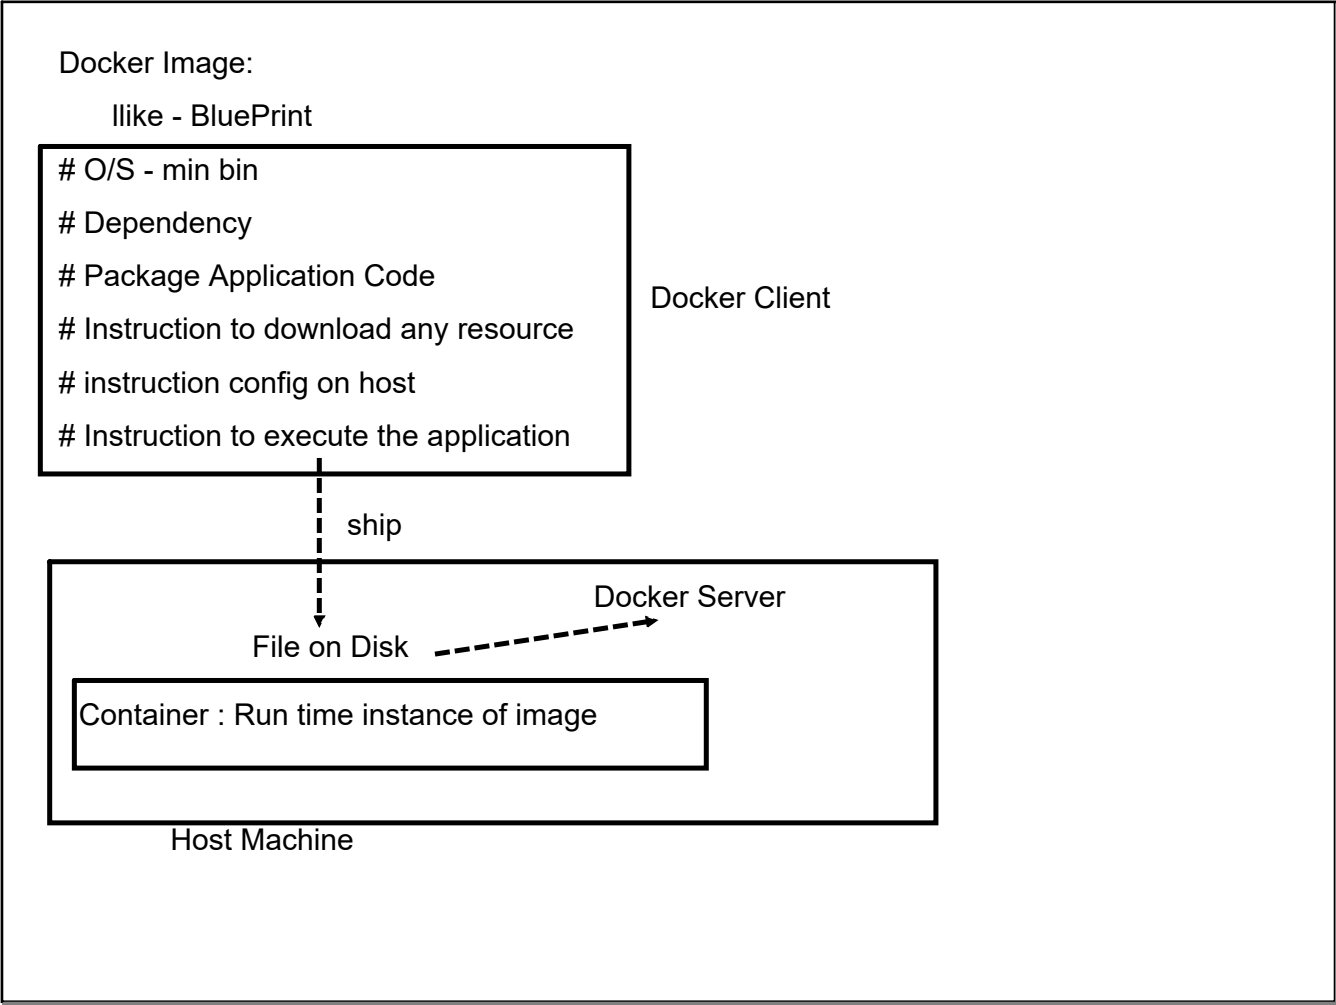 Docker Image:
llike - BluePrint
# O/S - min bin
# Dependency
# Package Application Code
# Instruction to download any resource
# instruction config on host
# Instruction to execute the application
Docker Client
ship
Docker Server
File on Disk
Container : Run time instance of image
Host Machine